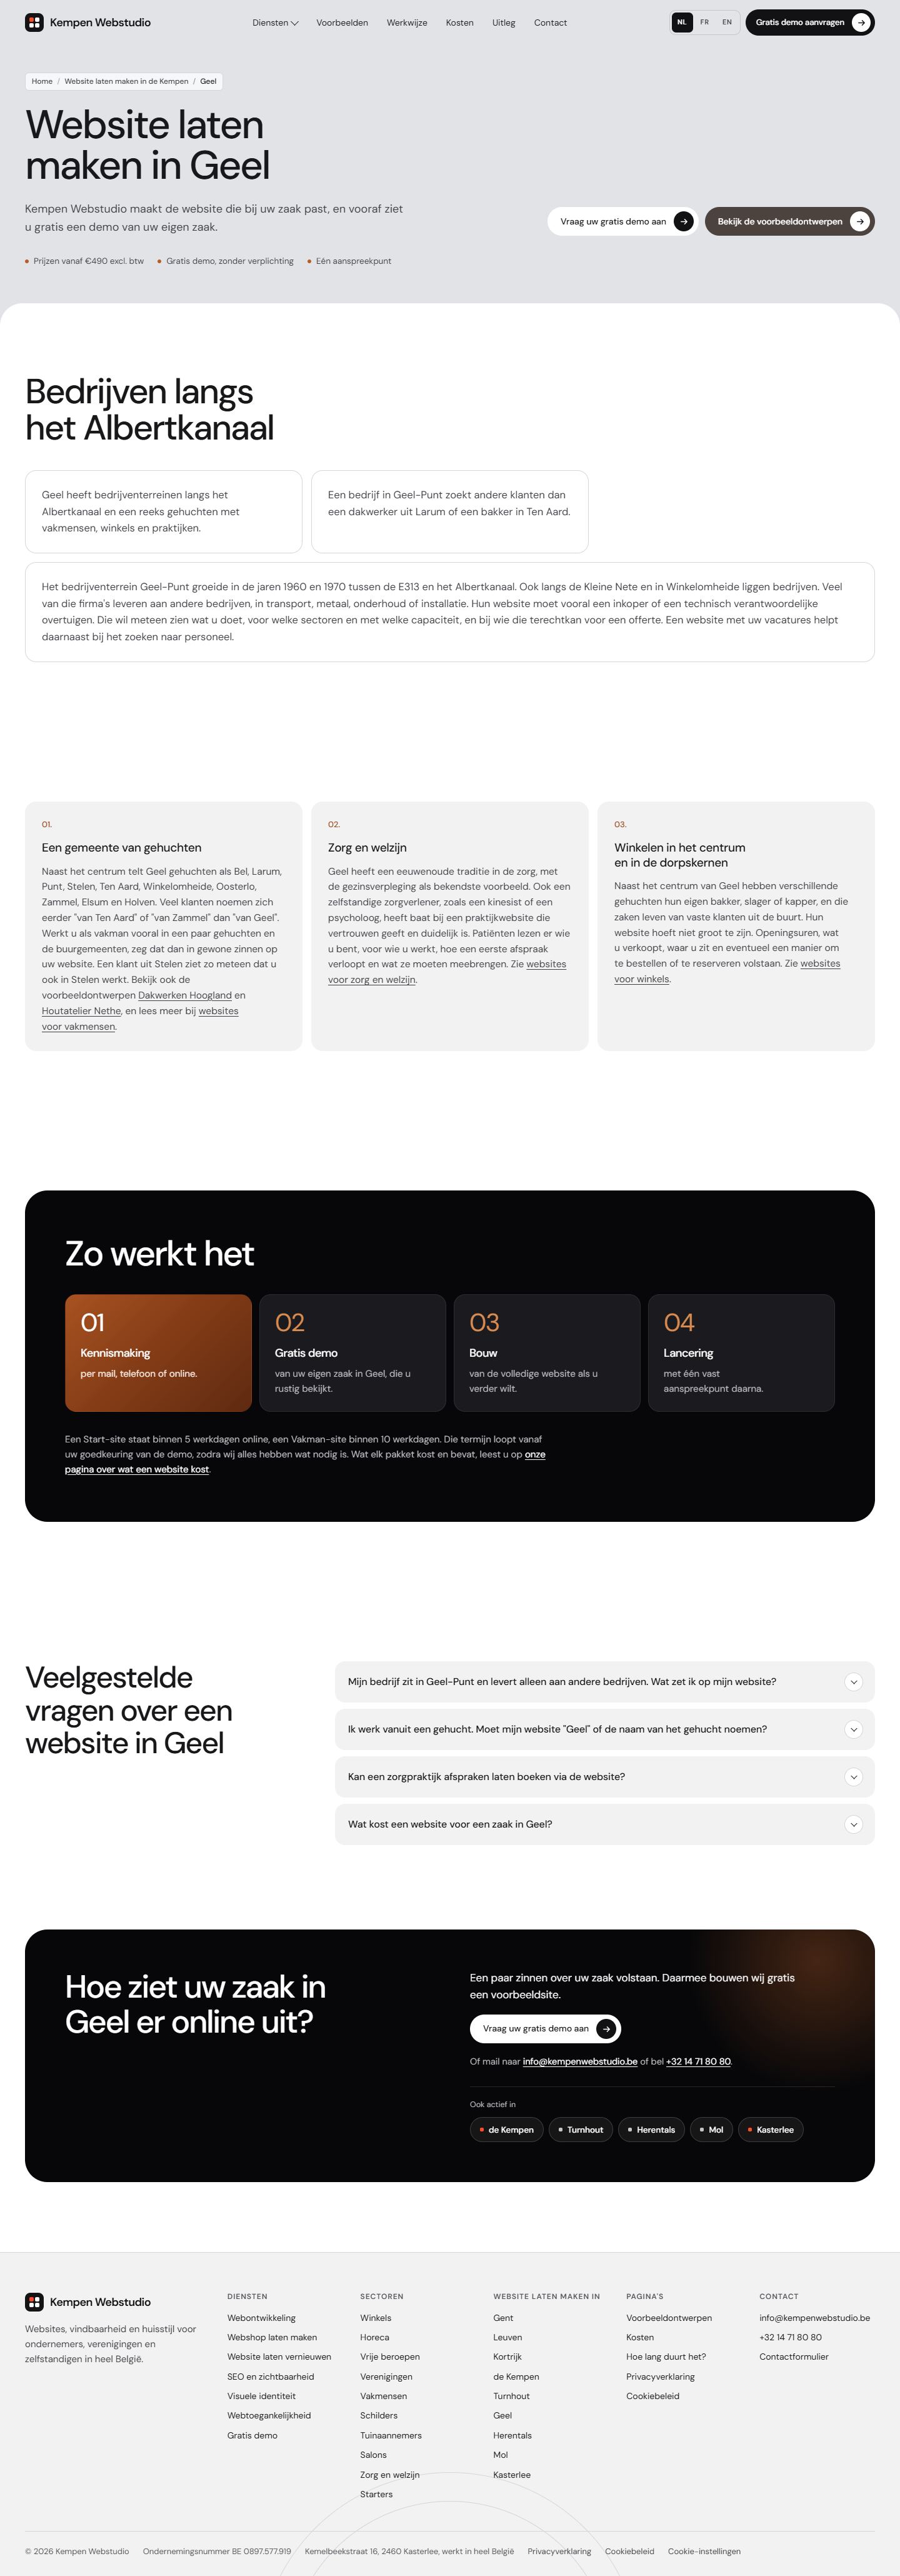 Kempen Webstudio
Diensten
Voorbeelden
Werkwijze
Kosten
Uitleg
Contact
NL
FR
EN
Gratis demo aanvragen
Home / Website laten maken in de Kempen / Geel
Website laten
maken in Geel
Kempen Webstudio maakt de website die bij uw zaak past, en vooraf ziet
u gratis een demo van uw eigen zaak.
Vraag uw gratis demo aan
Bekijk de voorbeeldontwerpen
Prijzen vanaf €490 excl. btw
Gratis demo, zonder verplichting
Eén aanspreekpunt
Bedrijven langs
het Albertkanaal
Geel heeft bedrijventerreinen langs het
Albertkanaal en een reeks gehuchten met
vakmensen, winkels en praktijken.
Een bedrijf in Geel-Punt zoekt andere klanten dan
een dakwerker uit Larum of een bakker in Ten Aard.
Het bedrijventerrein Geel-Punt groeide in de jaren 1960 en 1970 tussen de E313 en het Albertkanaal. Ook langs de Kleine Nete en in Winkelomheide liggen bedrijven. Veel
van die firma's leveren aan andere bedrijven, in transport, metaal, onderhoud of installatie. Hun website moet vooral een inkoper of een technisch verantwoordelijke
overtuigen. Die wil meteen zien wat u doet, voor welke sectoren en met welke capaciteit, en bij wie die terechtkan voor een offerte. Een website met uw vacatures helpt
daarnaast bij het zoeken naar personeel.
01.
Een gemeente van gehuchten
Naast het centrum telt Geel gehuchten als Bel, Larum,
Punt, Stelen, Ten Aard, Winkelomheide, Oosterlo,
Zammel, Elsum en Holven. Veel klanten noemen zich
eerder "van Ten Aard" of "van Zammel" dan "van Geel".
Werkt u als vakman vooral in een paar gehuchten en
de buurgemeenten, zeg dat dan in gewone zinnen op
uw website. Een klant uit Stelen ziet zo meteen dat u
ook in Stelen werkt. Bekijk ook de
voorbeeldontwerpen Dakwerken Hoogland en
Houtatelier Nethe, en lees meer bij websites
voor vakmensen.
02.
Zorg en welzijn
Geel heeft een eeuwenoude traditie in de zorg, met
de gezinsverpleging als bekendste voorbeeld. Ook een
zelfstandige zorgverlener, zoals een kinesist of een
psycholoog, heeft baat bij een praktijkwebsite die
vertrouwen geeft en duidelijk is. Patiënten lezen er wie
u bent, voor wie u werkt, hoe een eerste afspraak
verloopt en wat ze moeten meebrengen. Zie websites
voor zorg en welzijn.
03.
Winkelen in het centrum
en in de dorpskernen
Naast het centrum van Geel hebben verschillende
gehuchten hun eigen bakker, slager of kapper, en die
zaken leven van vaste klanten uit de buurt. Hun
website hoeft niet groot te zijn. Openingsuren, wat
u verkoopt, waar u zit en eventueel een manier om
te bestellen of te reserveren volstaan. Zie websites
voor winkels.
Zo werkt het
01
Kennismaking
per mail, telefoon of online.
02
Gratis demo
van uw eigen zaak in Geel, die u
rustig bekijkt.
03
Bouw
van de volledige website als u
verder wilt.
04
Lancering
met één vast
aanspreekpunt daarna.
Een Start-site staat binnen 5 werkdagen online, een Vakman-site binnen 10 werkdagen. Die termijn loopt vanaf
uw goedkeuring van de demo, zodra wij alles hebben wat nodig is. Wat elk pakket kost en bevat, leest u op onze
pagina over wat een website kost.
Veelgestelde
vragen over een
website in Geel
Mijn bedrijf zit in Geel-Punt en levert alleen aan andere bedrijven. Wat zet ik op mijn website?
Ik werk vanuit een gehucht. Moet mijn website "Geel" of de naam van het gehucht noemen?
Kan een zorgpraktijk afspraken laten boeken via de website?
Wat kost een website voor een zaak in Geel?
Hoe ziet uw zaak in
Geel er online uit?
Een paar zinnen over uw zaak volstaan. Daarmee bouwen wij gratis
een voorbeeldsite.
Vraag uw gratis demo aan
Of mail naar info@kempenwebstudio.be of bel +32 14 71 80 80.
Ook actief in
de Kempen
Turnhout
Herentals
Mol
Kasterlee
Kempen Webstudio
Websites, vindbaarheid en huisstijl voor
ondernemers, verenigingen en
zelfstandigen in heel België.
DIENSTEN
Webontwikkeling
Webshop laten maken
Website laten vernieuwen
SEO en zichtbaarheid
Visuele identiteit
Webtoegankelijkheid
Gratis demo
SECTOREN
Winkels
Horeca
Vrije beroepen
Verenigingen
Vakmensen
Schilders
Tuinaannemers
Salons
Zorg en welzijn
Starters
WEBSITE LATEN MAKEN IN
Gent
Leuven
Kortrijk
de Kempen
Turnhout
Geel
Herentals
Mol
Kasterlee
PAGINA'S
Voorbeeldontwerpen
Kosten
Hoe lang duurt het?
Privacyverklaring
Cookiebeleid
CONTACT
info@kempenwebstudio.be
+32 14 71 80 80
Contactformulier
© 2026 Kempen Webstudio
Ondernemingsnummer BE 0897.577.919
Kemelbeekstraat 16, 2460 Kasterlee, werkt in heel België
Privacyverklaring
Cookiebeleid
Cookie-instellingen